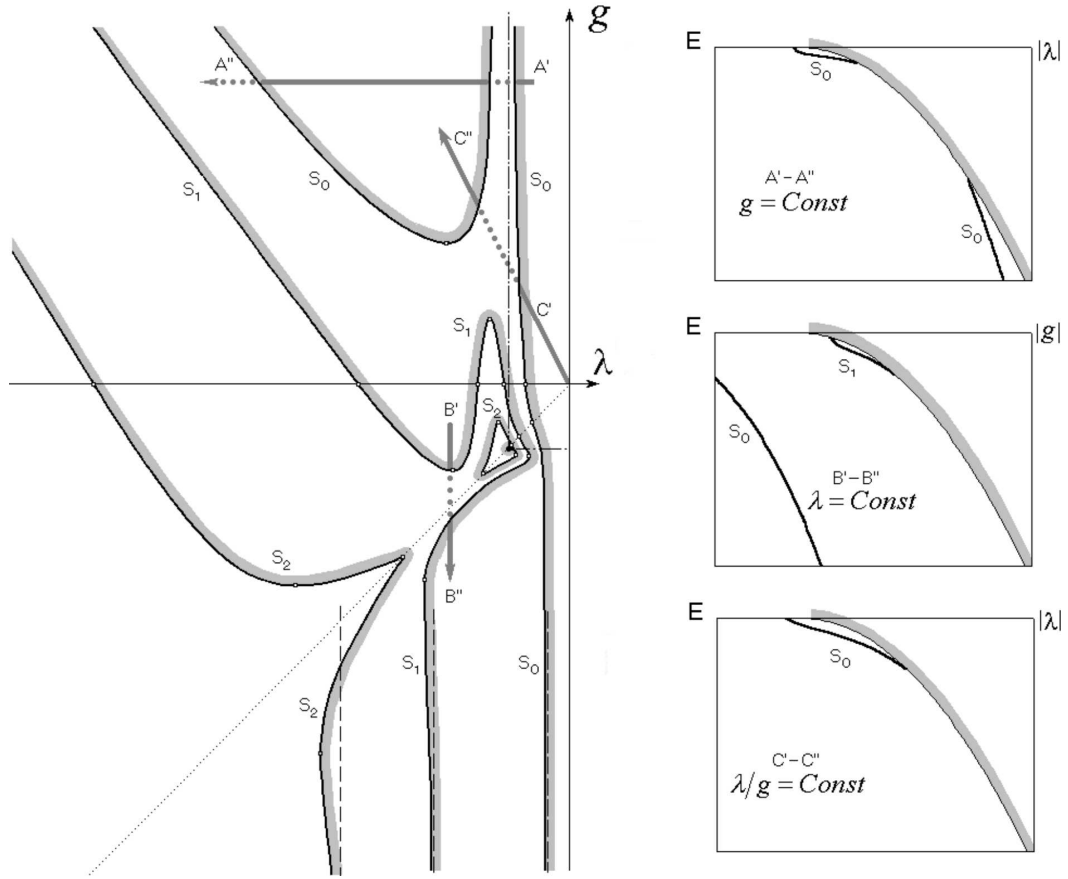 g
A''
A'
C''
S₁
S₀
S₀
C'
S₁
λ
S₂
B'
S₂
B''
S₁
S₀
S₂
E
|λ|
S₀
A'-A''
g = Const
S₀
E
|g|
S₁
S₀
B'-B''
λ = Const
E
|λ|
S₀
C'-C''
λ/g = Const